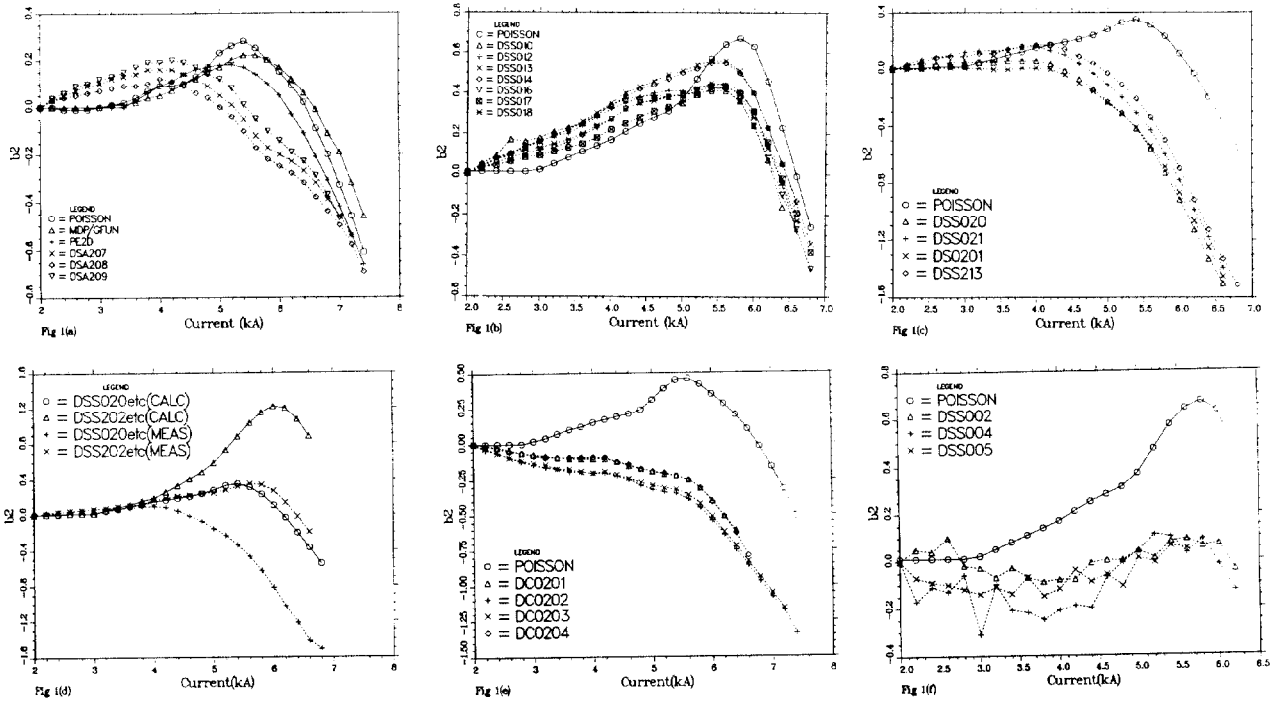 0.4
0.2
0.0
-0.2
-0.4
-0.6
-0.8
b2
LEGEND
○ = POISSON
△ = MDP/GFUN
+ = PE2D
× = DSA207
◇ = DSA208
▽ = DSA209
2 3 4 5 6 7 8
Current (kA)
Fig 1(a)
0.8
0.6
0.4
0.2
0.0
-0.2
-0.4
-0.6
b2
LEGEND
○ = POISSON
△ = DSS010
+ = DSS012
× = DSS013
◇ = DSS014
▽ = DSS016
⊠ = DSS017
× = DSS018
2.0 2.5 3.0 3.5 4.0 4.5 5.0 5.5 6.0 6.5 7.0
Current (kA)
Fig 1(b)
0.4
0.0
-0.4
-0.8
-1.2
-1.6
b2
LEGEND
○ = POISSON
△ = DSS020
+ = DSS021
× = DS0201
◇ = DSS213
2.0 2.5 3.0 3.5 4.0 4.5 5.0 5.5 6.0 6.5 7.0
Current (kA)
Fig 1(c)
1.6
1.2
0.8
0.4
0.0
-0.4
-0.8
-1.2
-1.6
b2
LEGEND
○ = DSS020etc(CALC)
△ = DSS202etc(CALC)
+ = DSS020etc(MEAS)
× = DSS202etc(MEAS)
2 3 4 5 6 7 8
Current(kA)
Fig 1(d)
0.50
0.25
0.00
-0.25
-0.50
-0.75
-1.00
-1.25
-1.50
b2
LEGEND
○ = POISSON
△ = DC0201
+ = DC0202
× = DC0203
◇ = DC0204
2 3 4 5 6 7 8
Current(kA)
Fig 1(e)
0.8
0.6
0.4
0.2
0.0
-0.2
-0.4
b2
LEGEND
○ = POISSON
△ = DSS002
+ = DSS004
× = DSS005
2.0 2.5 3.0 3.5 4.0 4.5 5.0 5.5 6.0 6.5
Current(kA)
Fig 1(f)